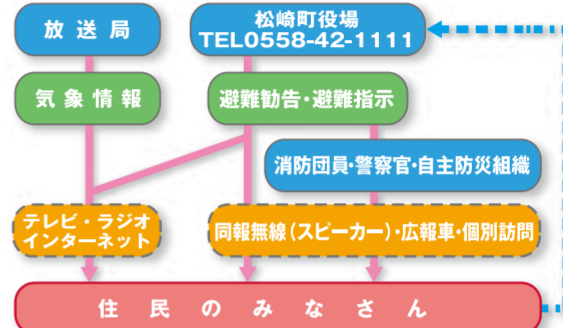 放送局
松崎町役場
TEL0558-42-1111
気象情報
避難勧告・避難指示
消防団員・警察官・自主防災組織
テレビ・ラジオ
インターネット
同報無線（スピーカー）・広報車・個別訪問
住民のみなさん